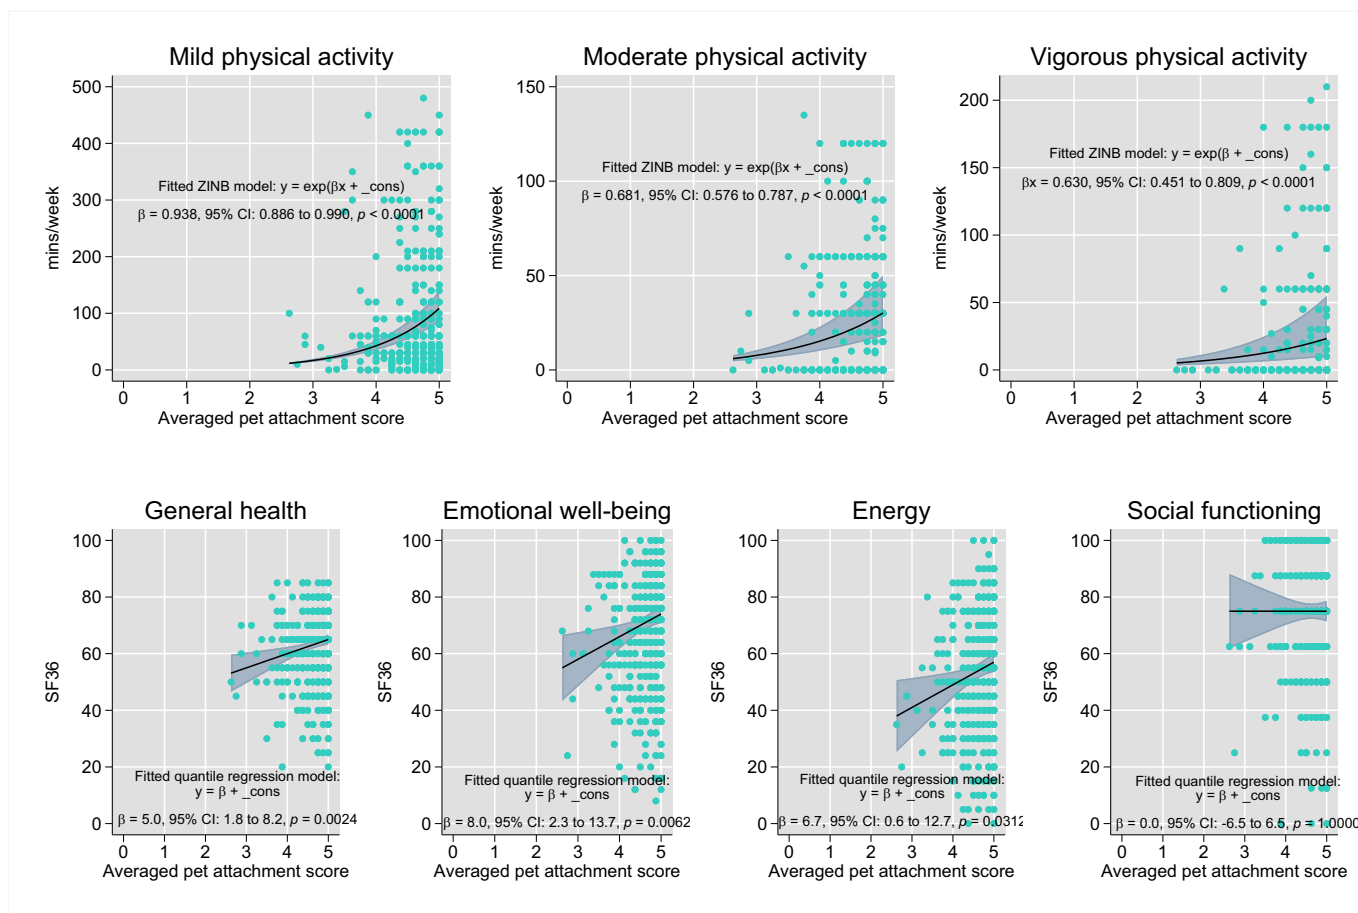 Mild physical activity
500
400
300
200
100
0
mins/week
Fitted ZINB model: y = exp(βx + _cons)
β = 0.938, 95% CI: 0.886 to 0.990, p < 0.0001
0 1 2 3 4 5
Averaged pet attachment score
Moderate physical activity
150
100
50
0
mins/week
Fitted ZINB model: y = exp(βx + _cons)
β = 0.681, 95% CI: 0.576 to 0.787, p < 0.0001
0 1 2 3 4 5
Averaged pet attachment score
Vigorous physical activity
200
150
100
50
0
mins/week
Fitted ZINB model: y = exp(β + _cons)
βx = 0.630, 95% CI: 0.451 to 0.809, p < 0.0001
0 1 2 3 4 5
Averaged pet attachment score
General health
100
80
60
40
20
0
SF36
Fitted quantile regression model:
y = β + _cons
β = 5.0, 95% CI: 1.8 to 8.2, p = 0.0024
0 1 2 3 4 5
Averaged pet attachment score
Emotional well-being
100
80
60
40
20
0
SF36
Fitted quantile regression model:
y = β + _cons
β = 8.0, 95% CI: 2.3 to 13.7, p = 0.0062
0 1 2 3 4 5
Averaged pet attachment score
Energy
100
80
60
40
20
0
SF36
Fitted quantile regression model:
y = β + _cons
β = 6.7, 95% CI: 0.6 to 12.7, p = 0.0312
0 1 2 3 4 5
Averaged pet attachment score
Social functioning
100
80
60
40
20
0
SF36
Fitted quantile regression model:
y = β + _cons
β = 0.0, 95% CI: -6.5 to 6.5, p = 1.0000
0 1 2 3 4 5
Averaged pet attachment score